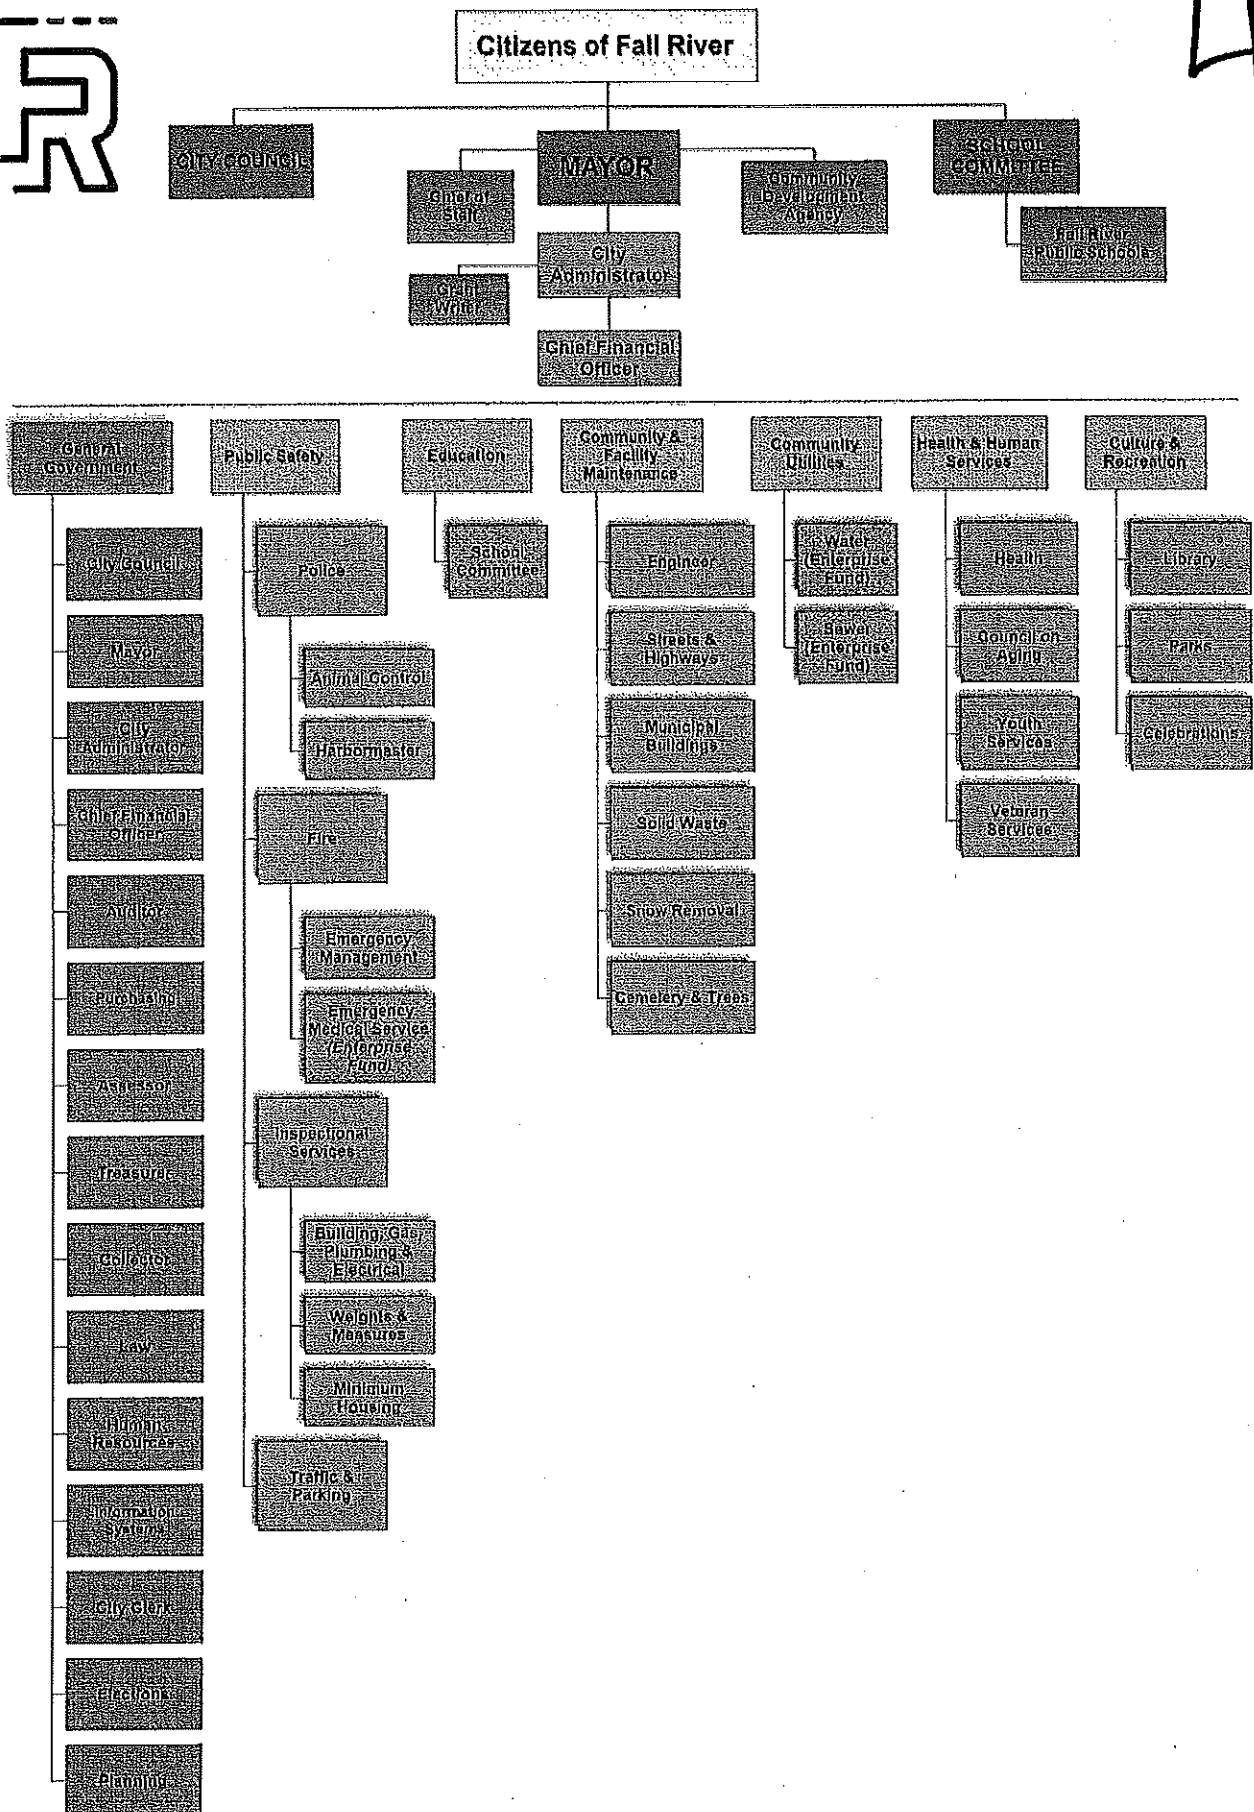 Citizens of Fall River
CITY COUNCIL
MAYOR
SCHOOL
COMMITTEE
Chief of
Staff
Community
Development
Agency
Fall River
Public Schools
City
Administrator
Grant
Writer
Chief Financial
Officer
General
Government
City Council
Mayor
City
Administrator
Chief Financial
Officer
Auditor
Purchasing
Assessor
Treasurer
Collector
Law
Human
Resources
Information
Systems
City Clerk
Elections
Planning
Public Safety
Police
Animal Control
Harbormaster
Fire
Emergency
Management
Emergency
Medical Service
(Enterprise
Fund)
Inspectional
Services
Building, Gas,
Plumbing &
Electrical
Weights &
Measures
Minimum
Housing
Traffic &
Parking
Education
School
Committee
Community &
Facility
Maintenance
Engineer
Streets &
Highways
Municipal
Buildings
Solid Waste
Snow Removal
Cemetery & Trees
Community
Utilities
Water
(Enterprise
Fund)
Sewer
(Enterprise
Fund)
Health & Human
Services
Health
Council on
Aging
Youth
Services
Veteran
Services
Culture &
Recreation
Library
Parks
Celebrations